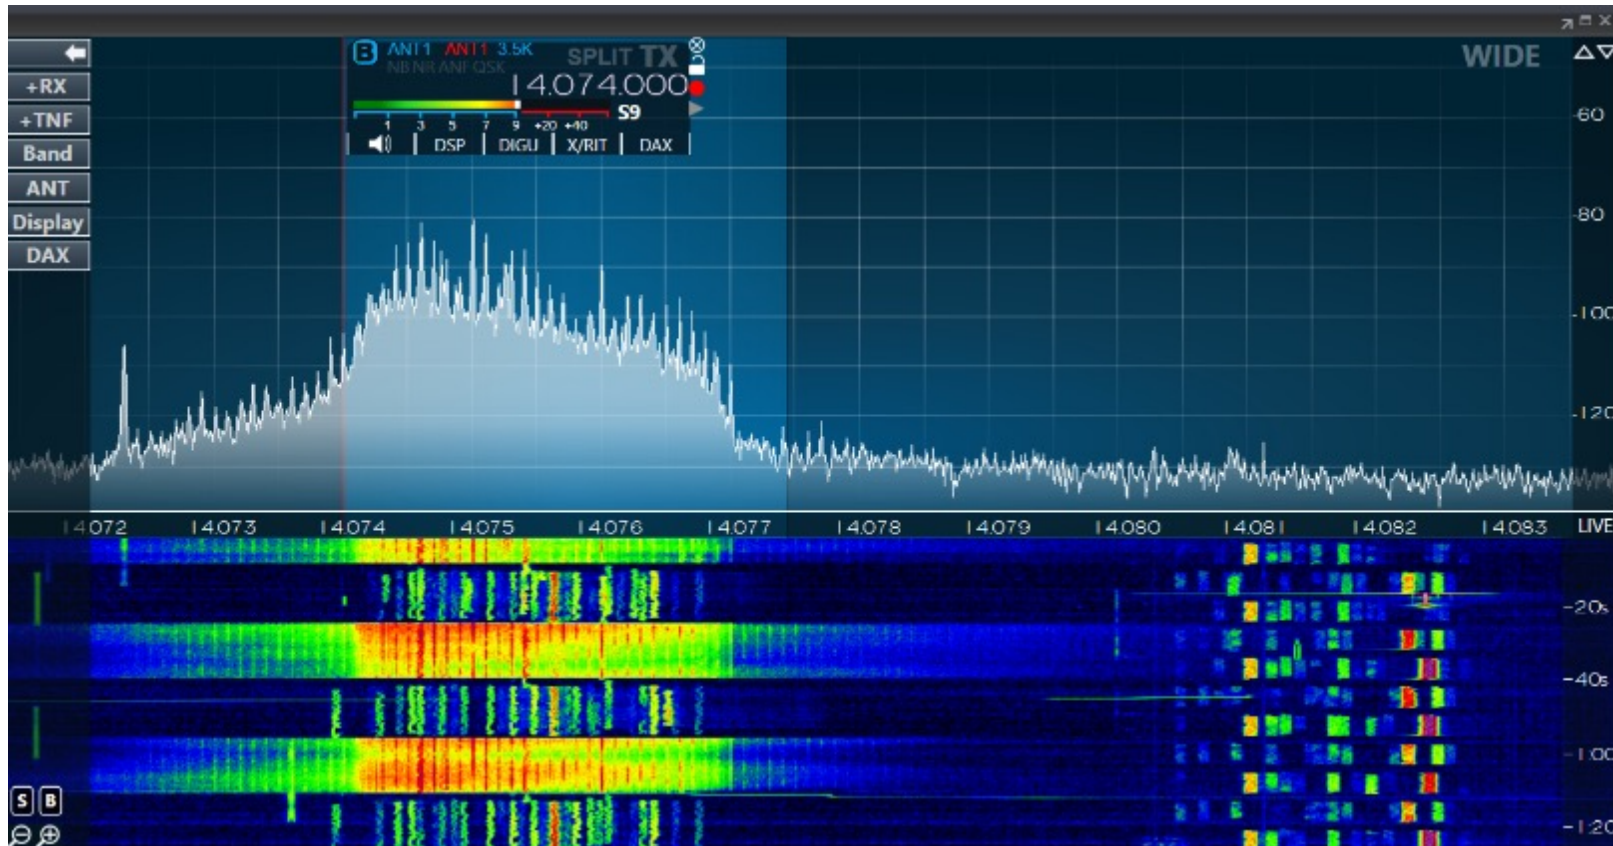 B ANT1 ANT1 3.5K SPLIT TX
NB NR ANF QSK
14.074.000
S9
1 3 5 7 9 +20 +40
DSP DIGU X/RIT DAX
WIDE
+RX
+TNF
Band
ANT
Display
DAX
-60
-80
-100
-120
14.072 14.073 14.074 14.075 14.076 14.077 14.078 14.079 14.080 14.081 14.082 14.083 LIVE
-20s
-40s
-1:00
-1:20
S B